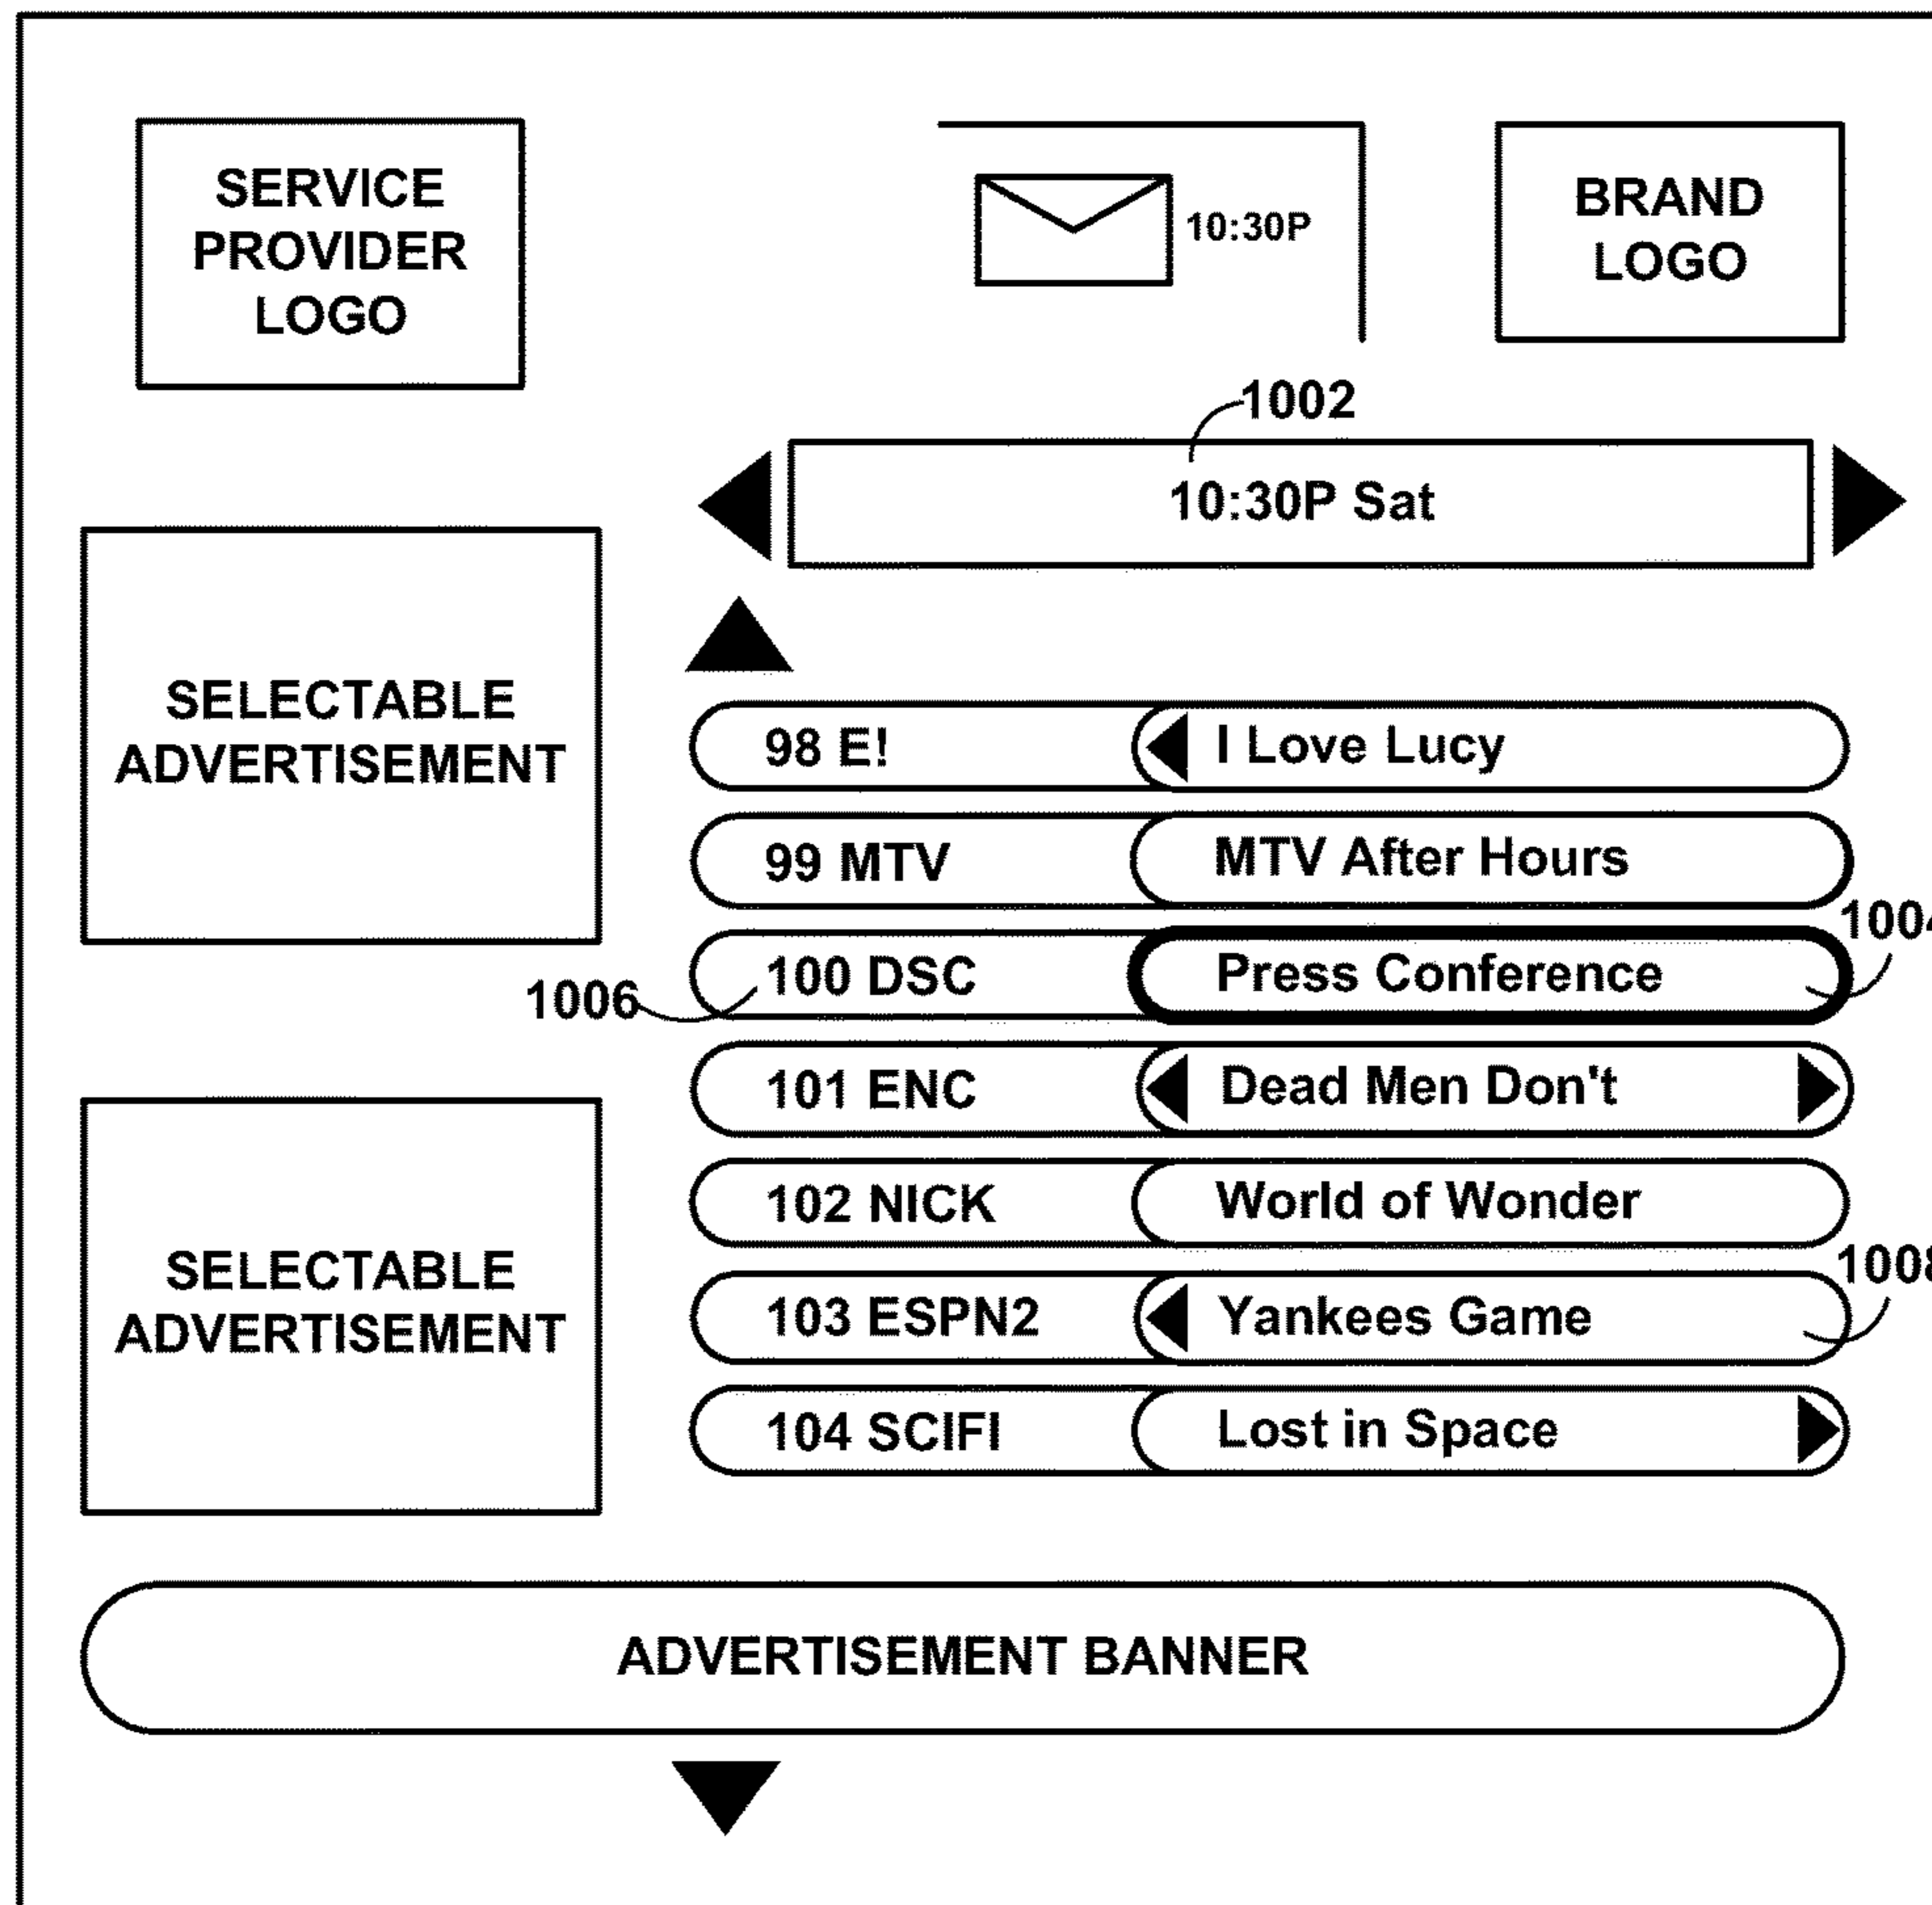 SERVICE
PROVIDER
LOGO
10:30P
BRAND
LOGO
1002
10:30P Sat
SELECTABLE
ADVERTISEMENT
98 E! I Love Lucy
99 MTV MTV After Hours
1004
100 DSC Press Conference
1006
101 ENC Dead Men Don't
102 NICK World of Wonder
1008
SELECTABLE
ADVERTISEMENT
103 ESPN2 Yankees Game
104 SCIFI Lost in Space
ADVERTISEMENT BANNER